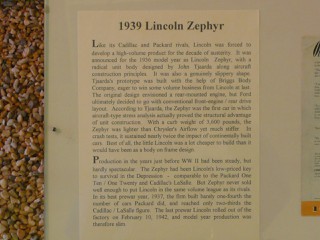 1939 Lincoln Zephyr
Like its Cadillac and Packard rivals, Lincoln was forced to
develop a high-volume product for the decade of austerity. It was
announced for the 1936 model year as Lincoln Zephyr, with a
radical unit body designed by John Tjaarda along aircraft
construction principles. It was also a genuinely slippery shape.
Tjaarda's prototype was built with the help of Briggs Body
Company, eager to win some volume business from Lincoln at last.
The original design envisioned a rear-mounted engine, but Ford
ultimately decided to go with conventional front-engine / rear drive
layout. According to Tjaarda, the Zephyr was the first car in which
aircraft-type stress analysis actually proved the structural advantage
of unit construction. With a curb weight of 3,300 pounds, the
Zephyr was lighter than Chrysler's Airflow yet much stiffer. In
crash tests, it sustained nearly twice the impact of conventionally built
cars. Best of all, the little Lincoln was a lot cheaper to build than it
would have been as a body on frame design.
Production in the years just before WW II had been steady, but
hardly spectacular. The Zephyr had been Lincoln's low-priced key
to survival in the Depression - comparable to the Packard One
Ten / One Twenty and Cadillac's LaSalle. But Zephyr never sold
well enough to put Lincoln in the same volume league as its rivals.
In its best prewar year, 1937, the firm built barely one-fourth the
number of cars Packard did, and reached only two-thirds the
Cadillac / LaSalle figure. The last prewar Lincoln rolled out of the
factory on February 10, 1942, and model year production was
therefore slim.